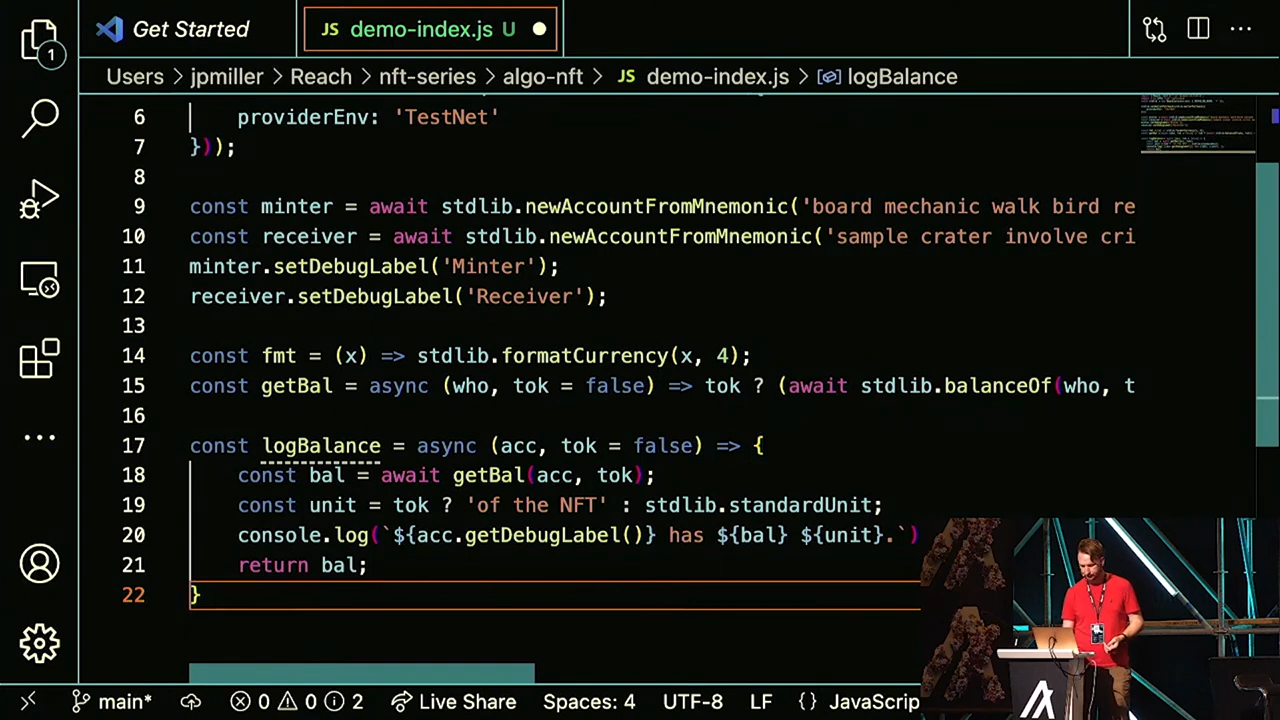 Get Started
JS demo-index.js U
1
Users > jpmiller > Reach > nft-series > algo-nft > JS demo-index.js > logBalance
6 providerEnv: 'TestNet'
7 }));
8
9 const minter = await stdlib.newAccountFromMnemonic('board mechanic walk bird re
10 const receiver = await stdlib.newAccountFromMnemonic('sample crater involve cri
11 minter.setDebugLabel('Minter');
12 receiver.setDebugLabel('Receiver');
13
14 const fmt = (x) => stdlib.formatCurrency(x, 4);
15 const getBal = async (who, tok = false) => tok ? (await stdlib.balanceOf(who, t
16
17 const logBalance = async (acc, tok = false) => {
18 const bal = await getBal(acc, tok);
19 const unit = tok ? 'of the NFT' : stdlib.standardUnit;
20 console.log(`${acc.getDebugLabel()} has ${bal} ${unit}.`)
21 return bal;
22 }
main* 0 0 2 Live Share Spaces: 4 UTF-8 LF {} JavaScrip